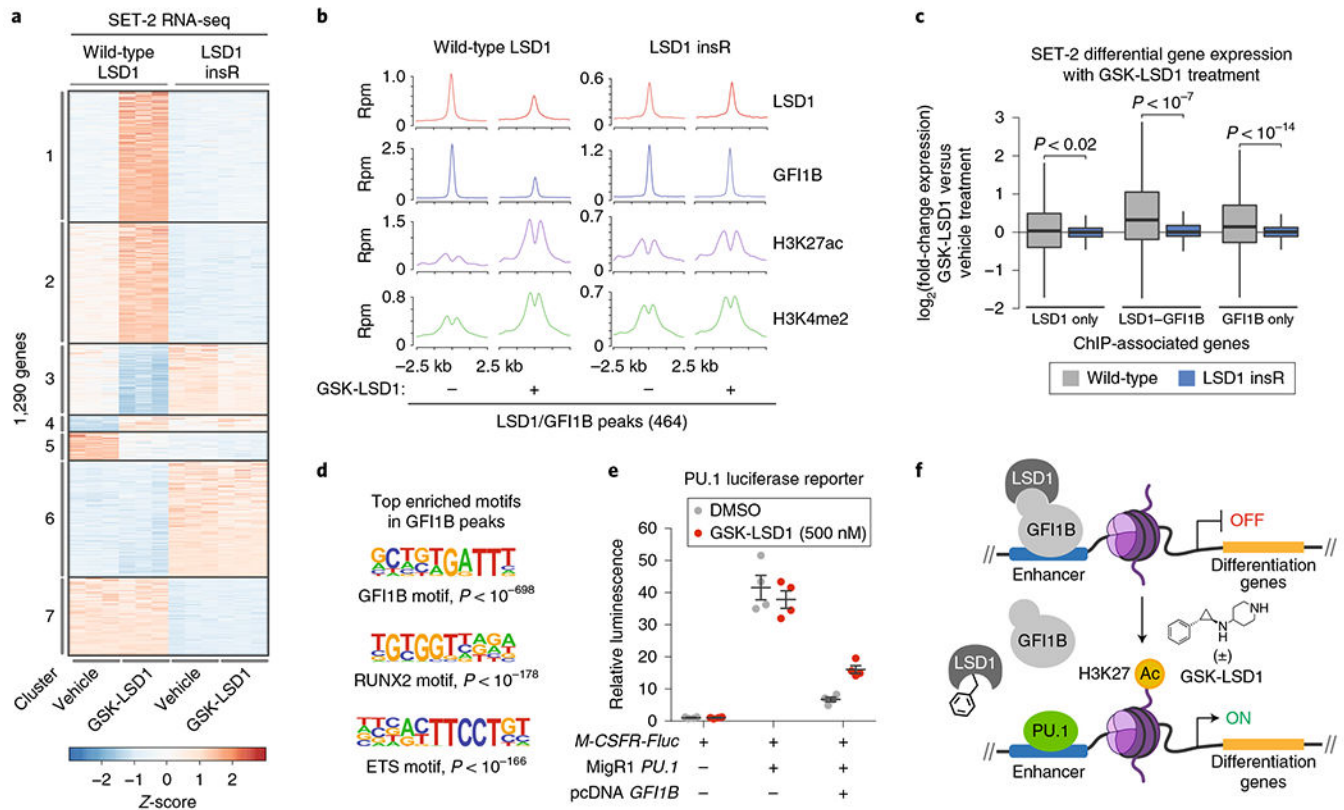 a
SET-2 RNA-seq
Wild-type LSD1
LSD1 insR
1
2
3
4
5
6
7
1,290 genes
Cluster
Vehicle
GSK-LSD1
Vehicle
GSK-LSD1
−2 −1 0 1 2
Z-score
b
Wild-type LSD1
LSD1 insR
Rpm
1.0
0
0.6
0
LSD1
Rpm
2.5
0
1.2
0
GFI1B
Rpm
1.5
0
0.7
0
H3K27ac
Rpm
0.8
0
0.7
0
H3K4me2
−2.5 kb 2.5 kb −2.5 kb 2.5 kb
GSK-LSD1: − + − +
LSD1/GFI1B peaks (464)
c
SET-2 differential gene expression
with GSK-LSD1 treatment
log2(fold-change expression)
GSK-LSD1 versus
vehicle treatment
3
2
1
0
−1
−2
P < 0.02
P < 10−7
P < 10−14
LSD1 only
LSD1–GFI1B
GFI1B only
ChIP-associated genes
Wild-type
LSD1 insR
d
Top enriched motifs
in GFI1B peaks
GFI1B motif, P < 10−698
RUNX2 motif, P < 10−178
ETS motif, P < 10−166
e
PU.1 luciferase reporter
DMSO
GSK-LSD1 (500 nM)
Relative luminescence
60
50
40
30
20
10
0
M-CSFR-Fluc + + +
MigR1 PU.1 − + +
pcDNA GFI1B − − +
f
LSD1
GFI1B
Enhancer
OFF
Differentiation
genes
GFI1B
LSD1
NH
N
H
(±)
GSK-LSD1
H3K27
Ac
PU.1
Enhancer
ON
Differentiation
genes